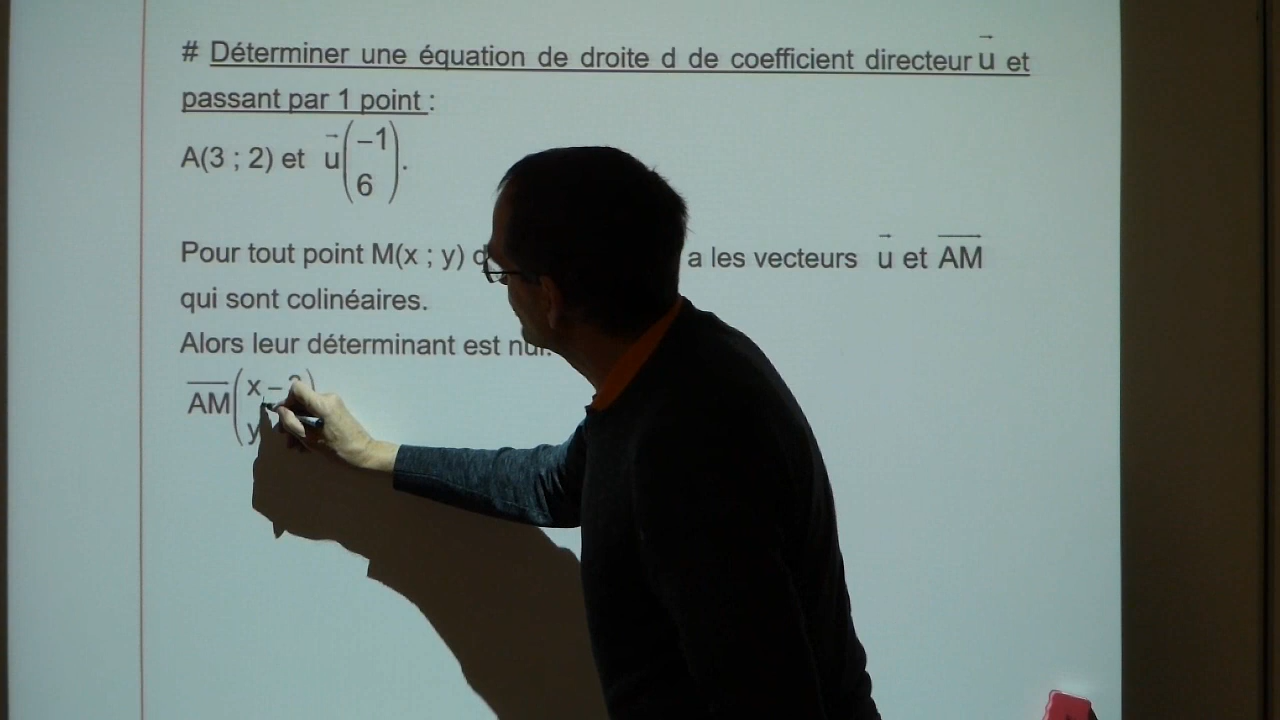 # Déterminer une équation de droite d de coefficient directeur u et
passant par 1 point :
A(3 ; 2) et u(−1
6).
Pour tout point M(x ; y) a les vecteurs u et AM
qui sont colinéaires.
Alors leur déterminant est nul.
AM(x −
y